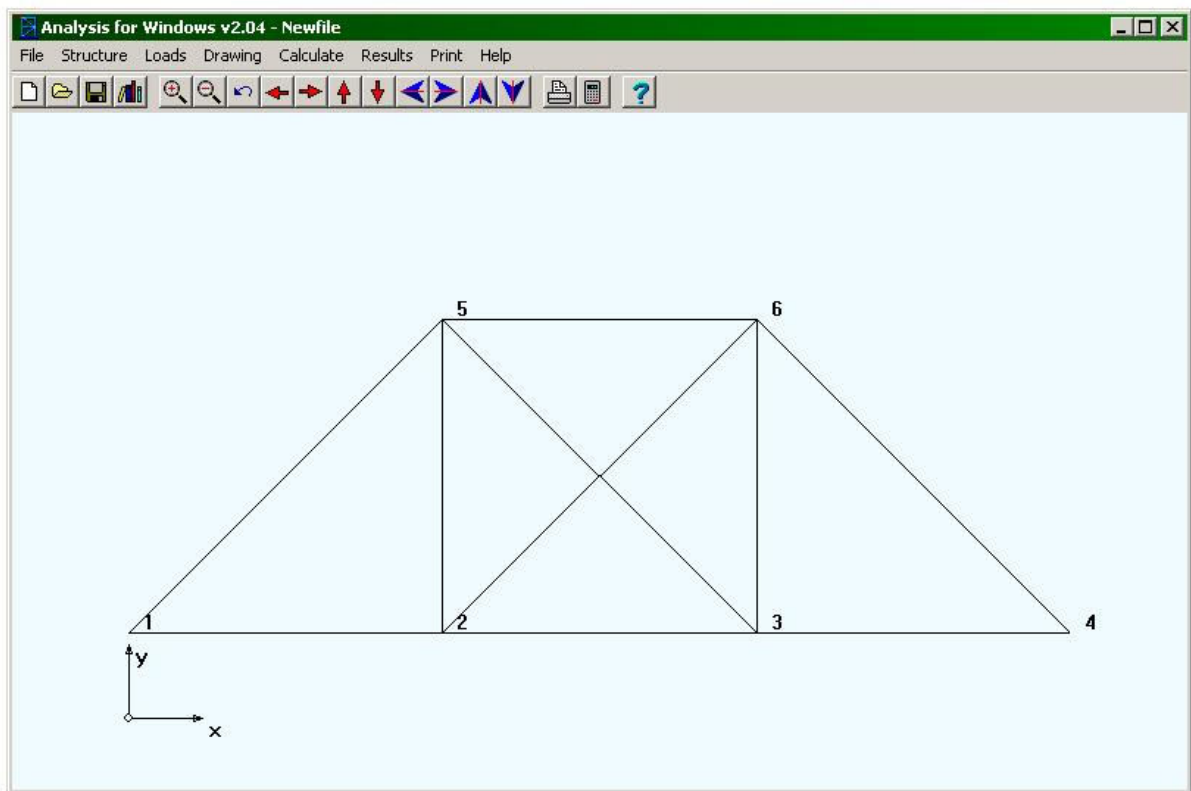 Analysis for Windows v2.04 - Newfile
File Structure Loads Drawing Calculate Results Print Help
?
5 6
1 2 3 4
y
x